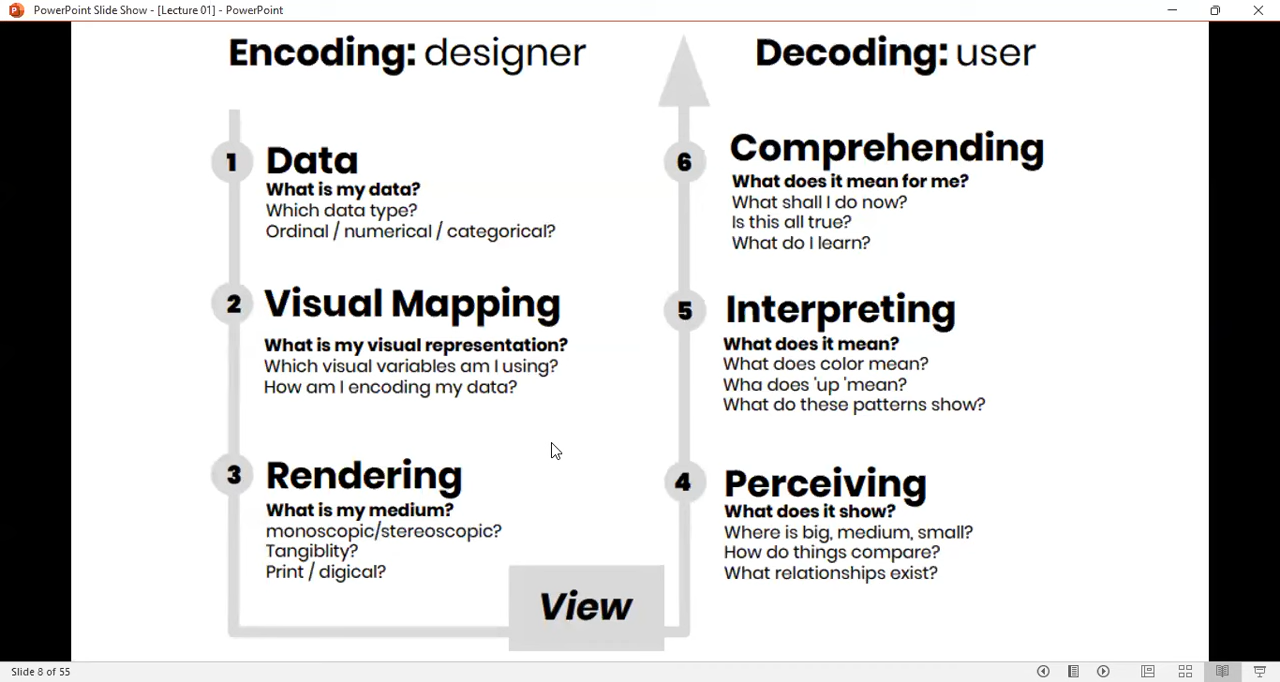 PowerPoint Slide Show - [Lecture 01] - PowerPoint
Encoding: designer
1 Data
What is my data?
Which data type?
Ordinal / numerical / categorical?
2 Visual Mapping
What is my visual representation?
Which visual variables am I using?
How am I encoding my data?
3 Rendering
What is my medium?
monoscopic/stereoscopic?
Tangiblity?
Print / digical?
View
Decoding: user
6 Comprehending
What does it mean for me?
What shall I do now?
Is this all true?
What do I learn?
5 Interpreting
What does it mean?
What does color mean?
Wha does 'up 'mean?
What do these patterns show?
4 Perceiving
What does it show?
Where is big, medium, small?
How do things compare?
What relationships exist?
Slide 8 of 55